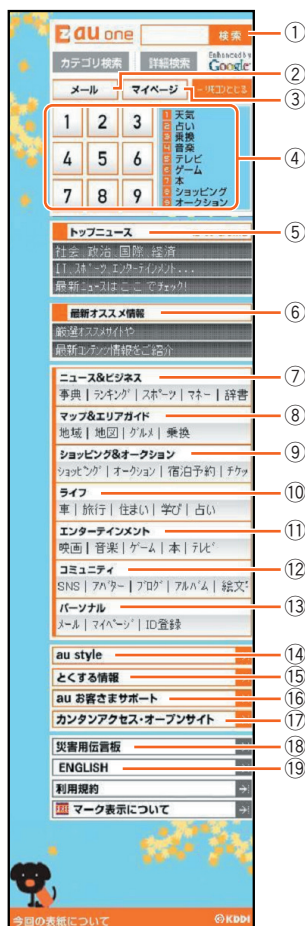 au one 検索 ①
カテゴリ検索 詳細検索 Enhanced by Google
メール マイページ ②
③
1 2 3
4 5 6
7 8 9
1 天気
2 占い
3 乗換
4 音楽
5 テレビ
6 ゲーム
7 本
8 ショッピング
9 オークション
④
トップニュース ⑤
社会、政治、国際、経済
IT、スポーツ、エンターテインメント...
最新ニュースはここでチェック!
最新オススメ情報 ⑥
厳選オススメサイトや
最新コンテンツ情報をご紹介
ニュース&ビジネス ⑦
事典 | ランキング | スポーツ | マネー | 辞書
マップ&エリアガイド ⑧
地域 | 地図 | グルメ | 乗換
ショッピング&オークション ⑨
ショッピング | オークション | 宿泊予約 | チケッ
ライフ ⑩
車 | 旅行 | 住まい | 学び | 占い
エンターテインメント ⑪
映画 | 音楽 | ゲーム | 本 | テレビ
コミュニティ ⑫
SNS | アバター | ブログ | アルバム | 絵文
パーソナル ⑬
メール | マイページ | ID登録
au style ⑭
とくする情報 ⑮
au お客さまサポート ⑯
カンタンアクセス・オープンサイト ⑰
災害用伝言板 ⑱
ENGLISH ⑲
利用規約
マーク表示について
今回の表紙について KDDI